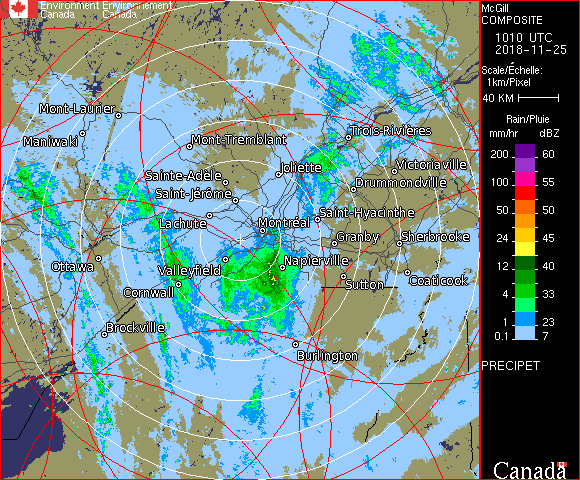 Environment Environnement
Canada Canada
McGill
COMPOSITE
1010 UTC
2018-11-25
Scale/Échelle:
1km/Pixel
40 KM
Rain/Pluie
mm/hr dBZ
200 60
100 55
50 50
24 45
12 40
4 33
1 23
0.1 7
PRECIPET
Canada
Mont-Laurier
Maniwaki
Mont-Tremblant
Trois-Rivières
Joliette
Victoriaville
Sainte-Adèle
Drummondville
Saint-Jérôme
Saint-Hyacinthe
Lachute
Montréal
Granby
Sherbrooke
Ottawa
Valleyfield
Napierville
Coaticook
Sutton
Cornwall
Brockville
Burlington